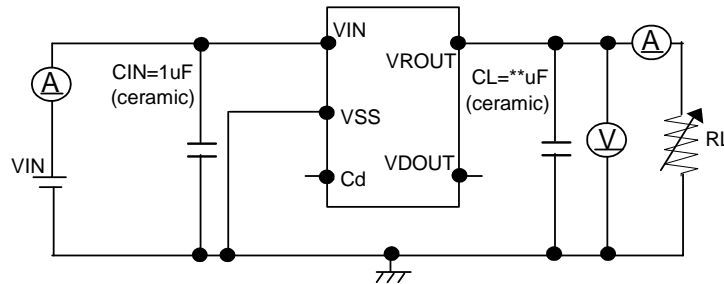 VIN
VROUT
A
A
CIN=1uF
(ceramic)
CL=**uF
(ceramic)
VSS
V
RL
VIN
Cd
VDOUT